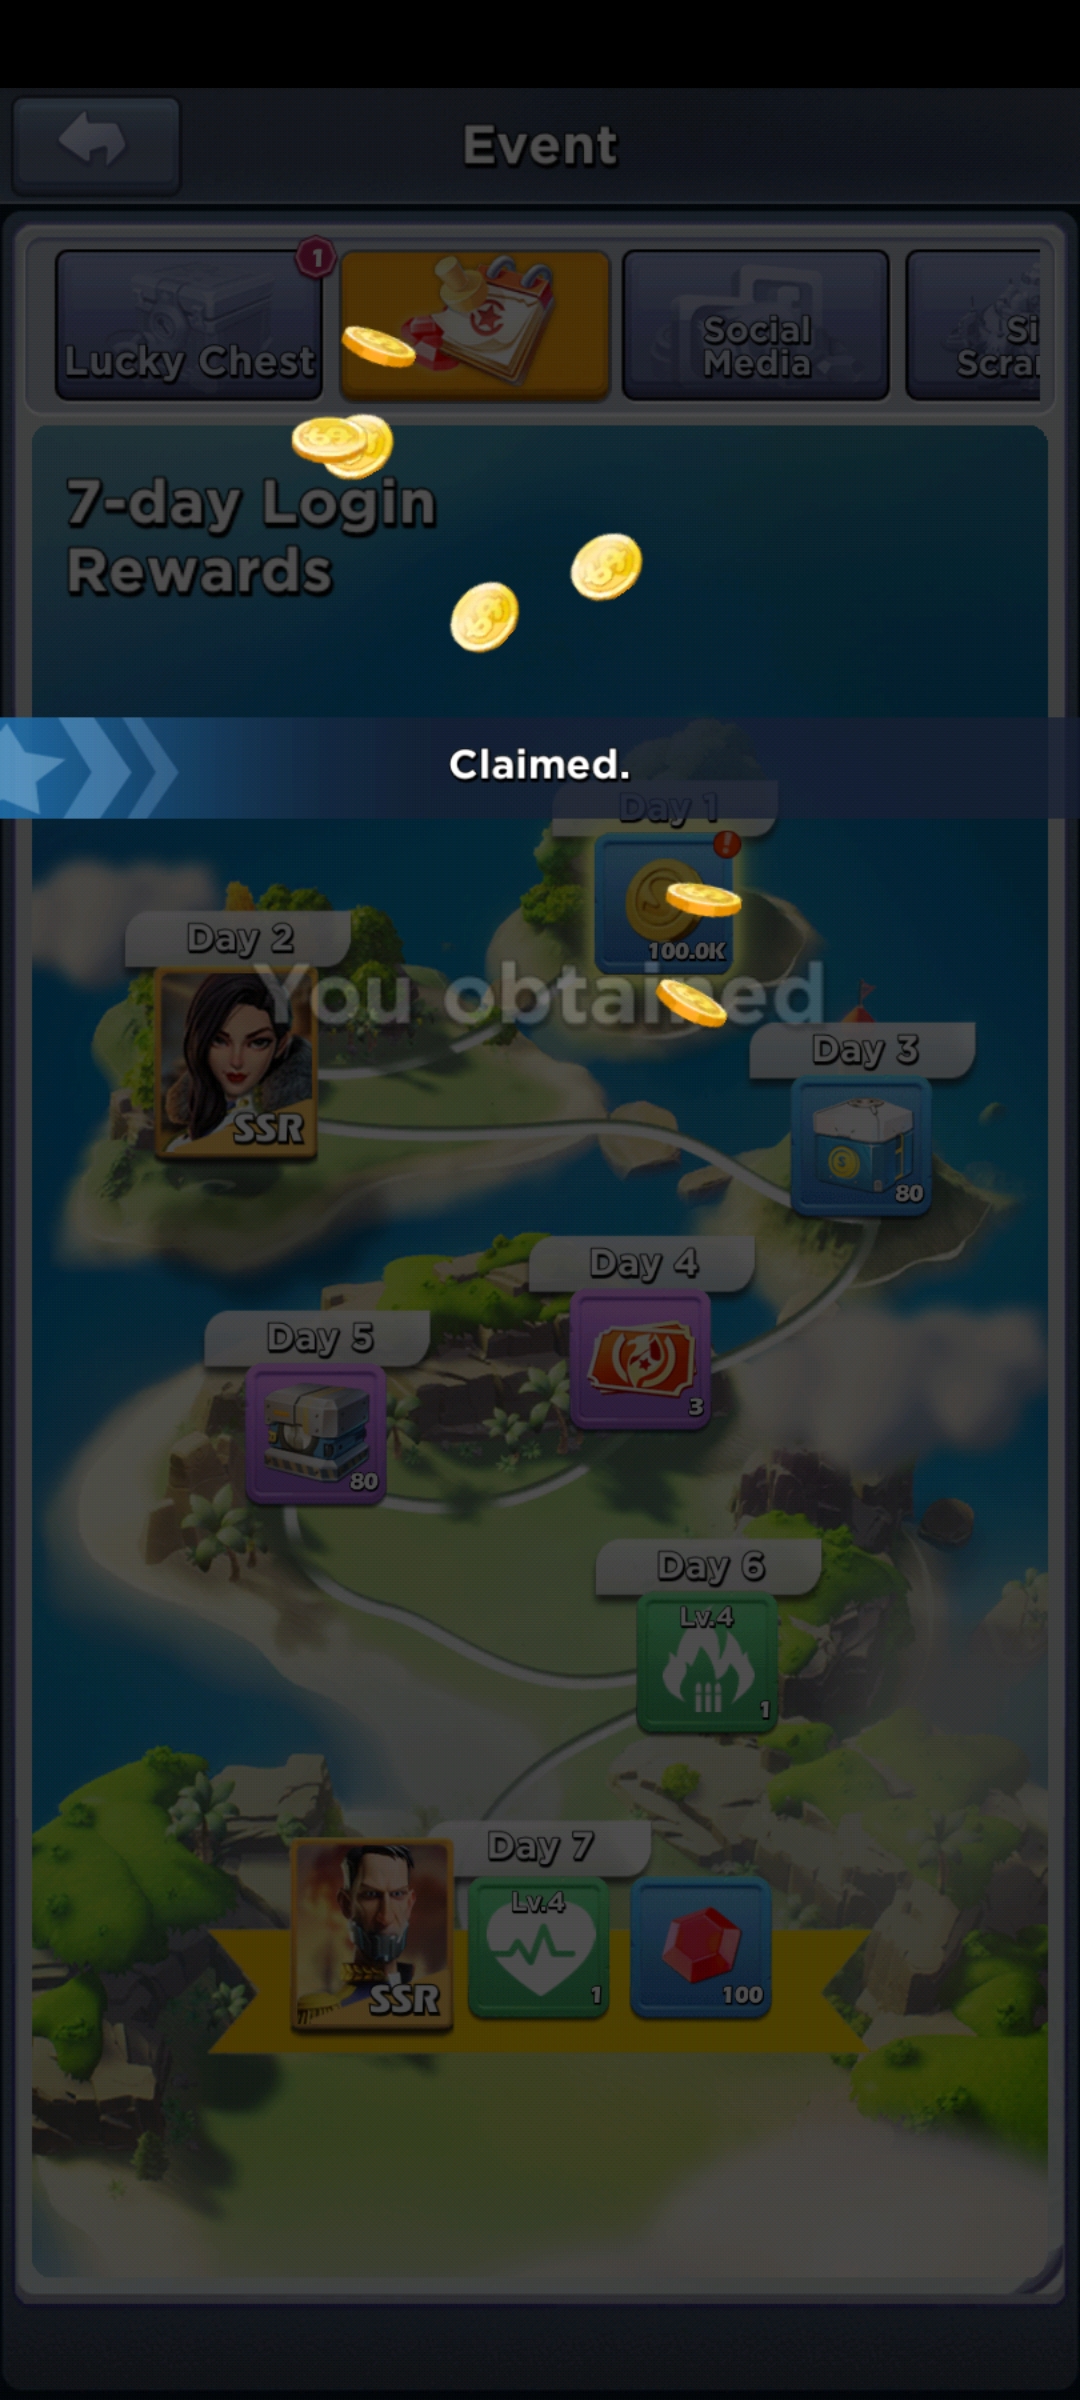 Event
1
Lucky Chest
Social
Media
Si
Scra
7-day Login
Rewards
Claimed.
Day 1
100.0K
Day 2
SSR
You obtained
Day 3
80
Day 4
3
Day 5
80
Day 6
Lv.4
1
Day 7
SSR
Lv.4
1
100